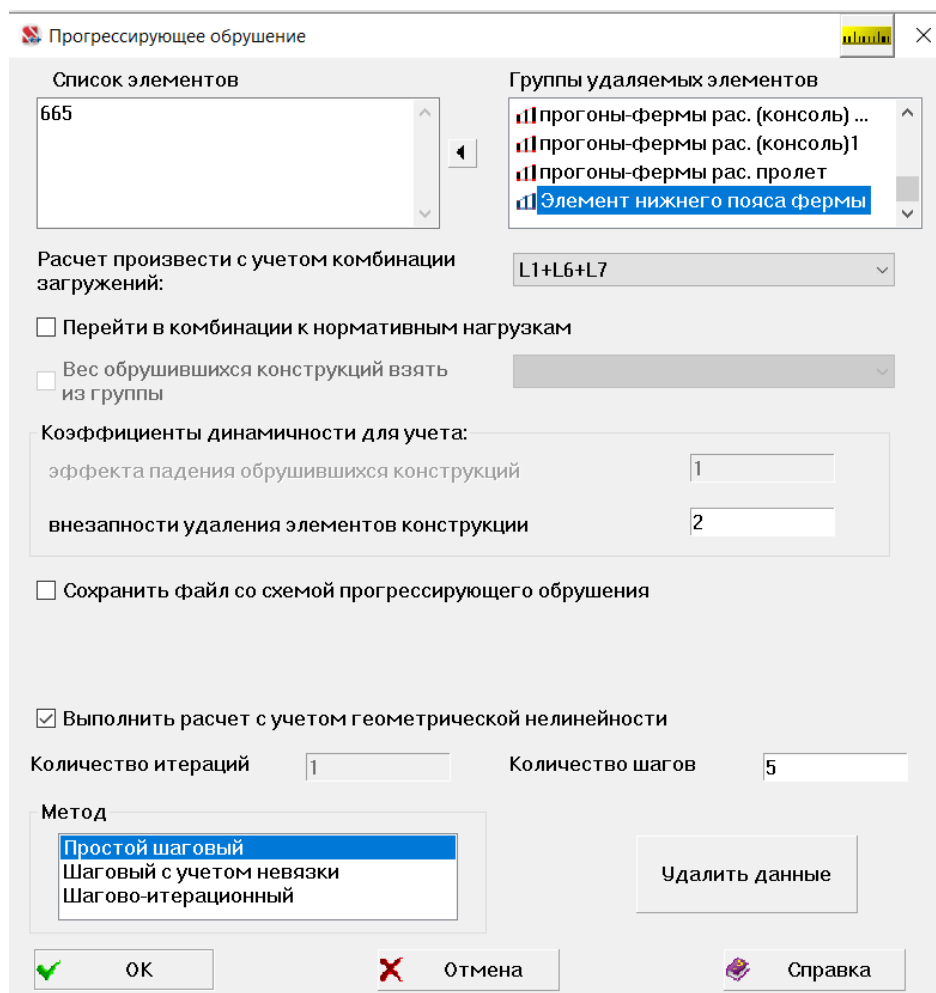 Прогрессирующее обрушение
Список элементов
Группы удаляемых элементов
665
прогоны-фермы рас. (консоль) ...
прогоны-фермы рас. (консоль)1
прогоны-фермы рас. пролет
Элемент нижнего пояса фермы
Расчет произвести с учетом комбинации
загружений:
L1+L6+L7
Перейти в комбинации к нормативным нагрузкам
Вес обрушившихся конструкций взять
из группы
Коэффициенты динамичности для учета:
эффекта падения обрушившихся конструкций
1
внезапности удаления элементов конструкции
2
Сохранить файл со схемой прогрессирующего обрушения
Выполнить расчет с учетом геометрической нелинейности
Количество итераций
1
Количество шагов
5
Метод
Простой шаговый
Шаговый с учетом невязки
Шагово-итерационный
Удалить данные
ОК
Отмена
Справка